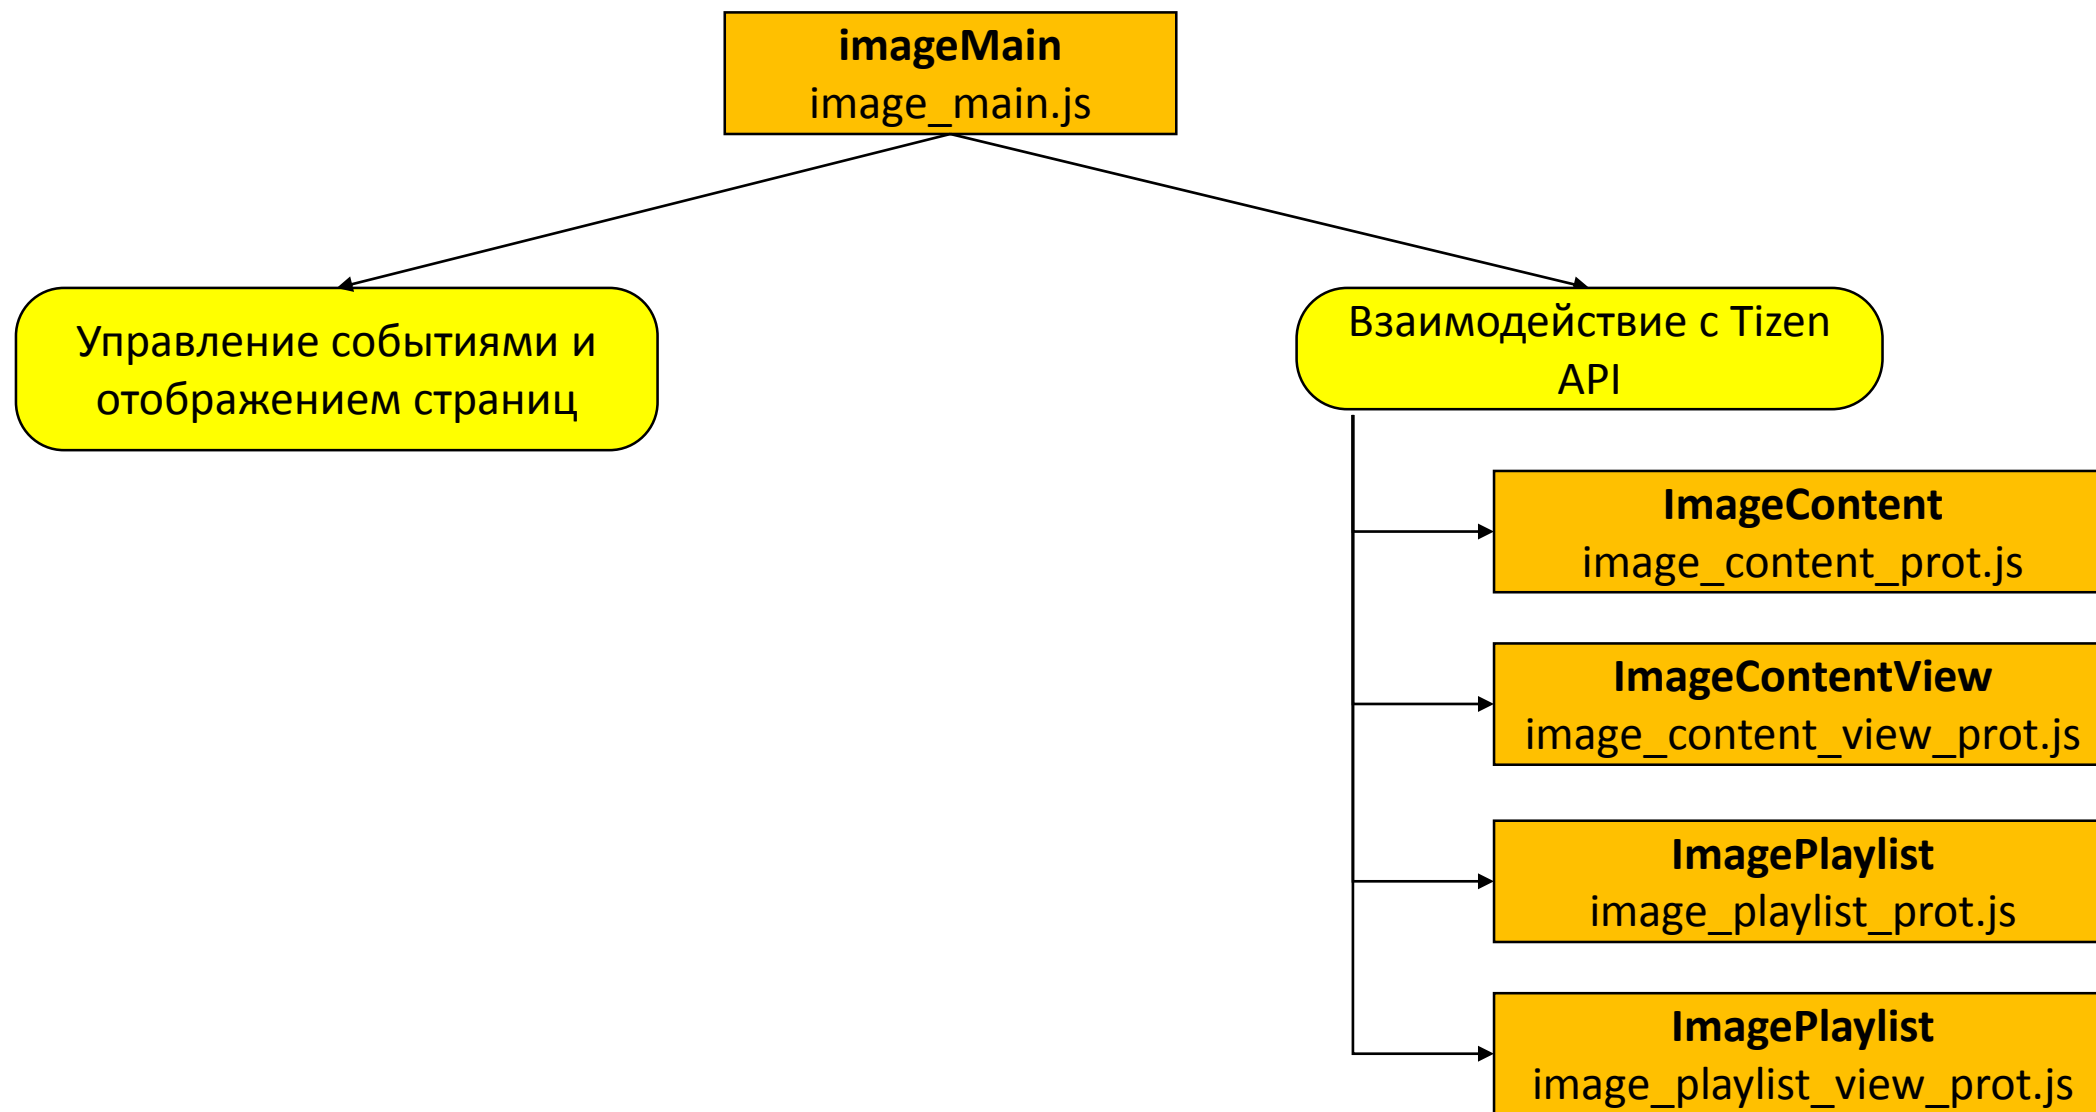 imageMain
image_main.js
Управление событиями и
отображением страниц
Взаимодействие с Tizen
API
ImageContent
image_content_prot.js
ImageContentView
image_content_view_prot.js
ImagePlaylist
image_playlist_prot.js
ImagePlaylist
image_playlist_view_prot.js